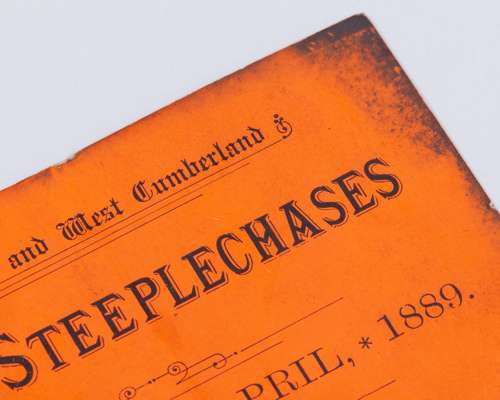 and West Cumberland
STEEPLECHASES
PRIL,* 1889.